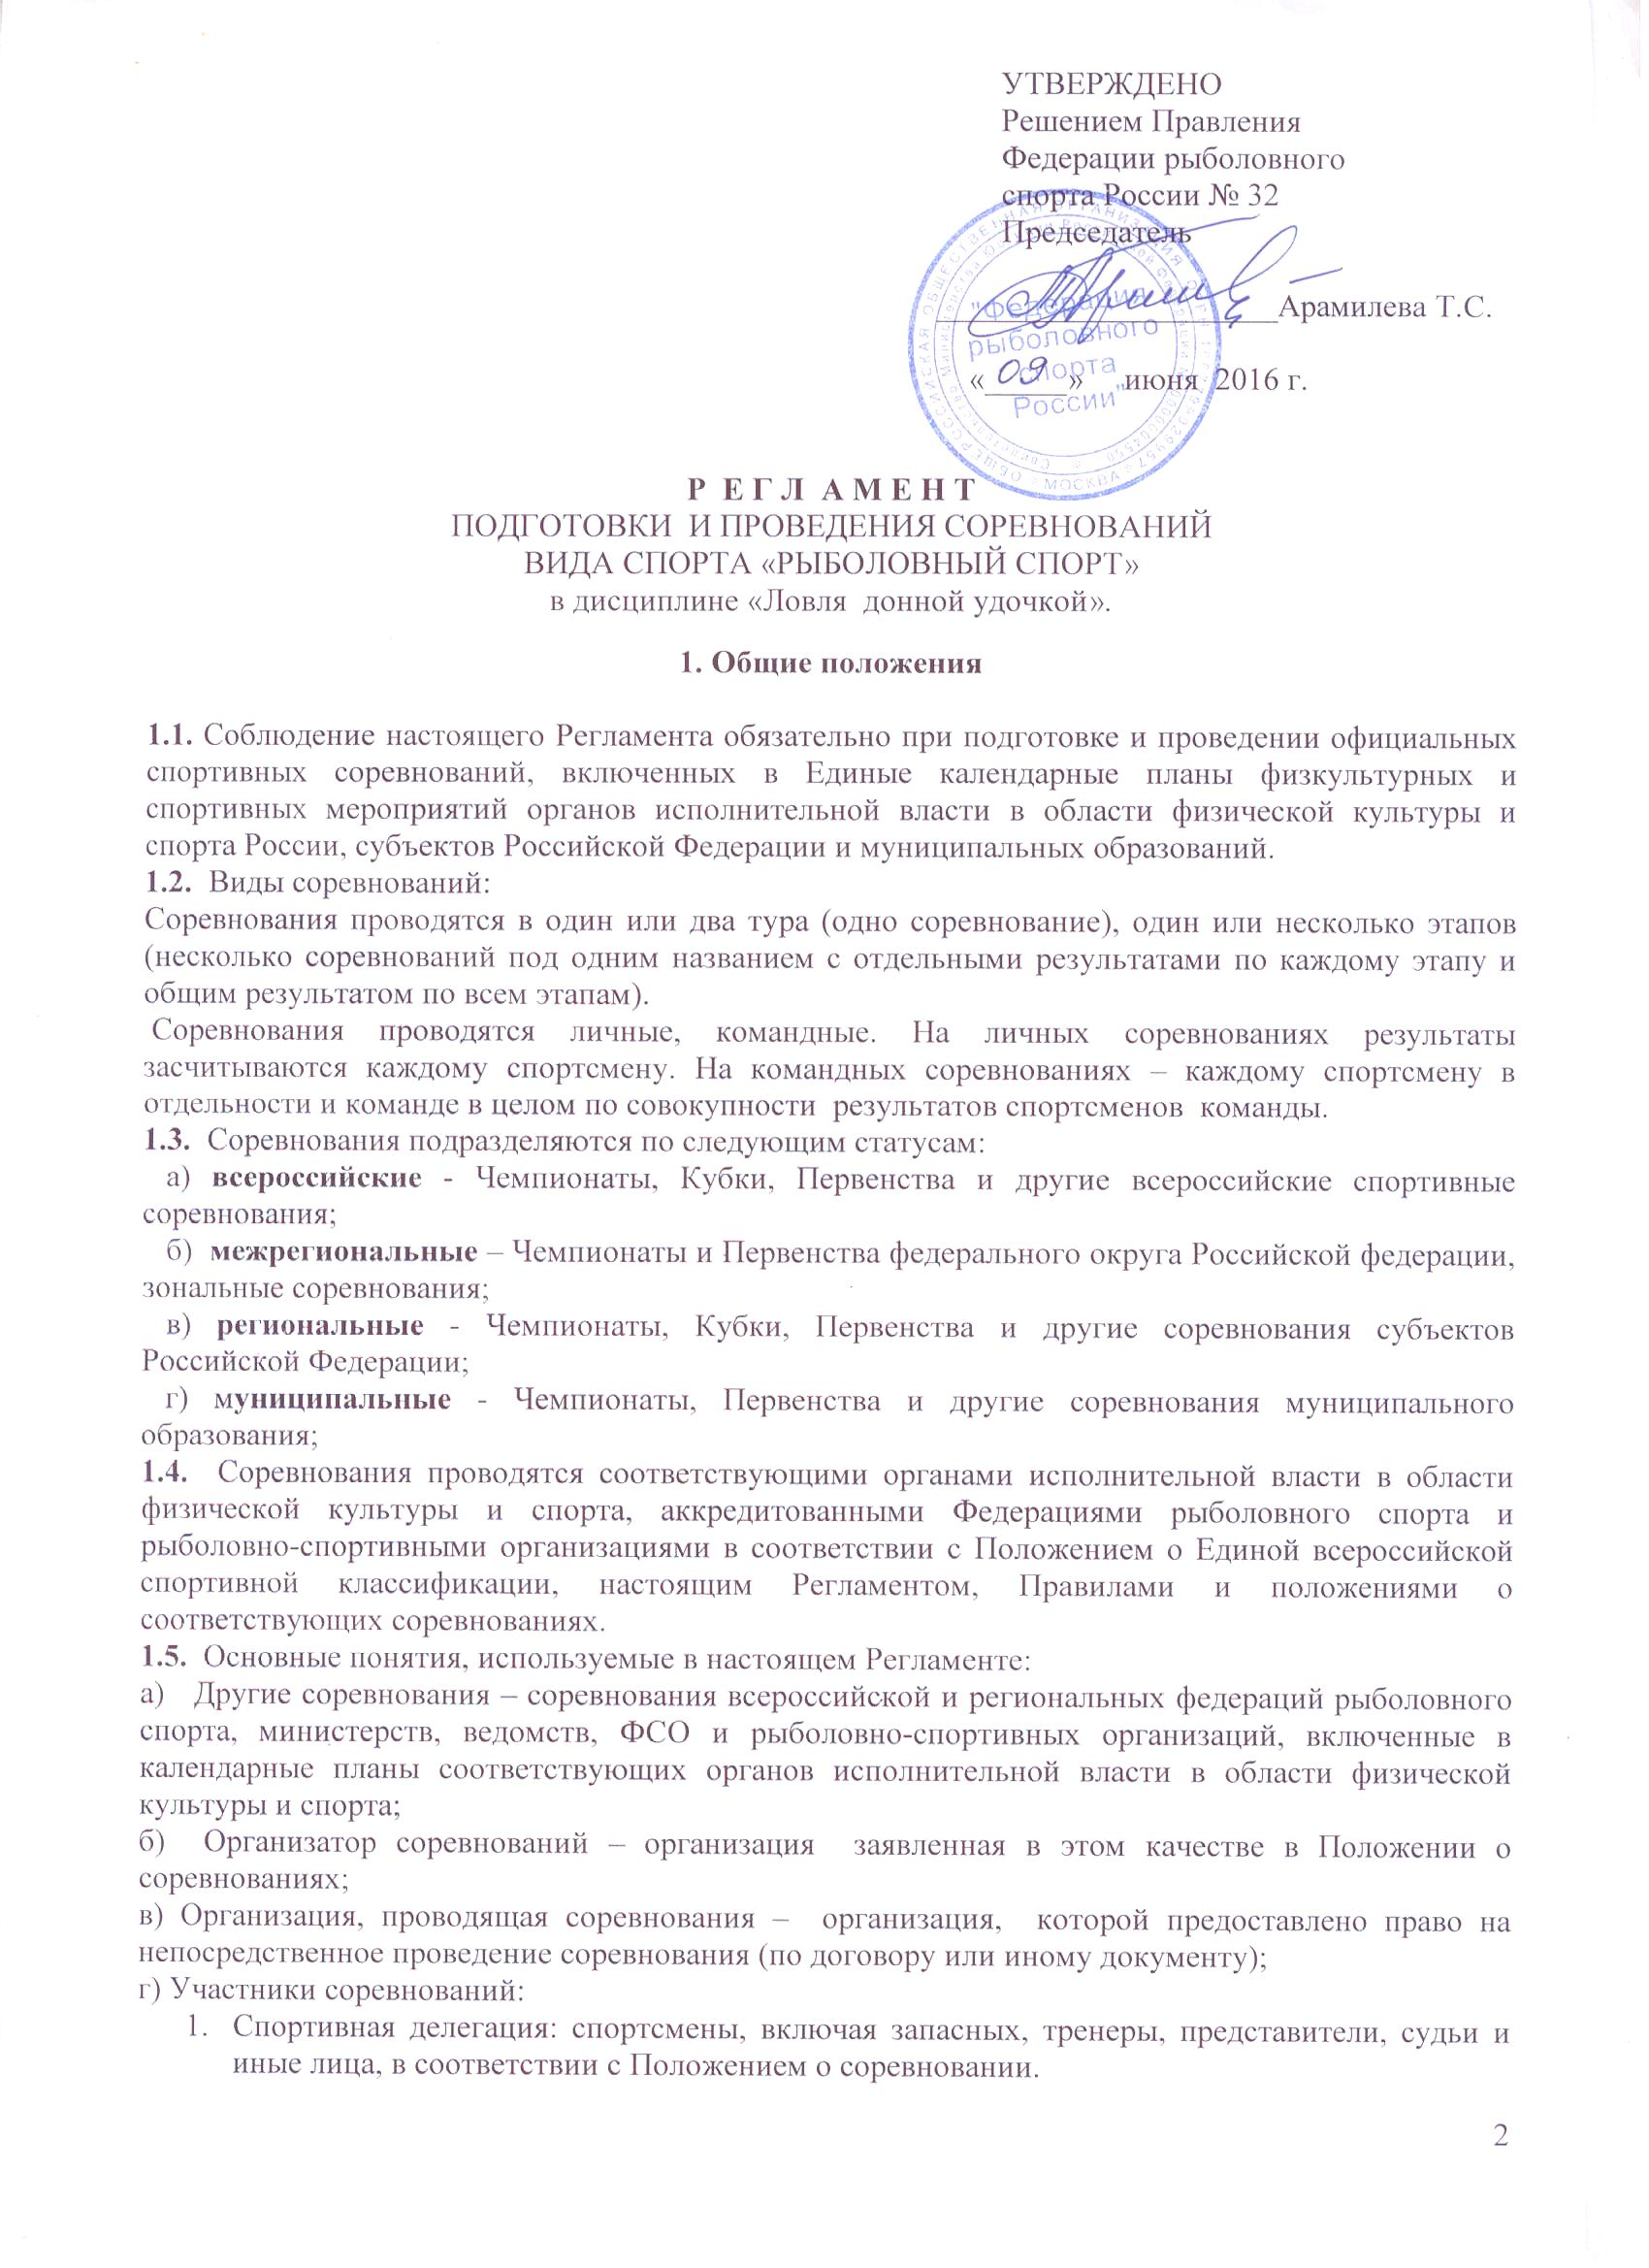 УТВЕРЖДЕНО
Решением Правления
Федерации рыболовного
спорта России № 32
Председатель
Арамилева Т.С.
"Федерация
рыболовного
спорта
России"
ОБЩЕРОССИЙСКАЯ ОБЩЕСТВЕННАЯ ОРГАНИЗАЦИЯ
МОСКВА
«09» июня 2016 г.
Р Е Г Л А М Е Н Т
ПОДГОТОВКИ И ПРОВЕДЕНИЯ СОРЕВНОВАНИЙ
ВИДА СПОРТА «РЫБОЛОВНЫЙ СПОРТ»
в дисциплине «Ловля донной удочкой».
1. Общие положения
1.1. Соблюдение настоящего Регламента обязательно при подготовке и проведении официальных
спортивных соревнований, включенных в Единые календарные планы физкультурных и
спортивных мероприятий органов исполнительной власти в области физической культуры и
спорта России, субъектов Российской Федерации и муниципальных образований.
1.2. Виды соревнований:
Соревнования проводятся в один или два тура (одно соревнование), один или несколько этапов
(несколько соревнований под одним названием с отдельными результатами по каждому этапу и
общим результатом по всем этапам).
Соревнования проводятся личные, командные. На личных соревнованиях результаты
засчитываются каждому спортсмену. На командных соревнованиях – каждому спортсмену в
отдельности и команде в целом по совокупности результатов спортсменов команды.
1.3. Соревнования подразделяются по следующим статусам:
а) всероссийские - Чемпионаты, Кубки, Первенства и другие всероссийские спортивные
соревнования;
б) межрегиональные – Чемпионаты и Первенства федерального округа Российской федерации,
зональные соревнования;
в) региональные - Чемпионаты, Кубки, Первенства и другие соревнования субъектов
Российской Федерации;
г) муниципальные - Чемпионаты, Первенства и другие соревнования муниципального
образования;
1.4. Соревнования проводятся соответствующими органами исполнительной власти в области
физической культуры и спорта, аккредитованными Федерациями рыболовного спорта и
рыболовно-спортивными организациями в соответствии с Положением о Единой всероссийской
спортивной классификации, настоящим Регламентом, Правилами и положениями о
соответствующих соревнованиях.
1.5. Основные понятия, используемые в настоящем Регламенте:
а) Другие соревнования – соревнования всероссийской и региональных федераций рыболовного
спорта, министерств, ведомств, ФСО и рыболовно-спортивных организаций, включенные в
календарные планы соответствующих органов исполнительной власти в области физической
культуры и спорта;
б) Организатор соревнований – организация заявленная в этом качестве в Положении о
соревнованиях;
в) Организация, проводящая соревнования – организация, которой предоставлено право на
непосредственное проведение соревнования (по договору или иному документу);
г) Участники соревнований:
1. Спортивная делегация: спортсмены, включая запасных, тренеры, представители, судьи и
иные лица, в соответствии с Положением о соревновании.
2